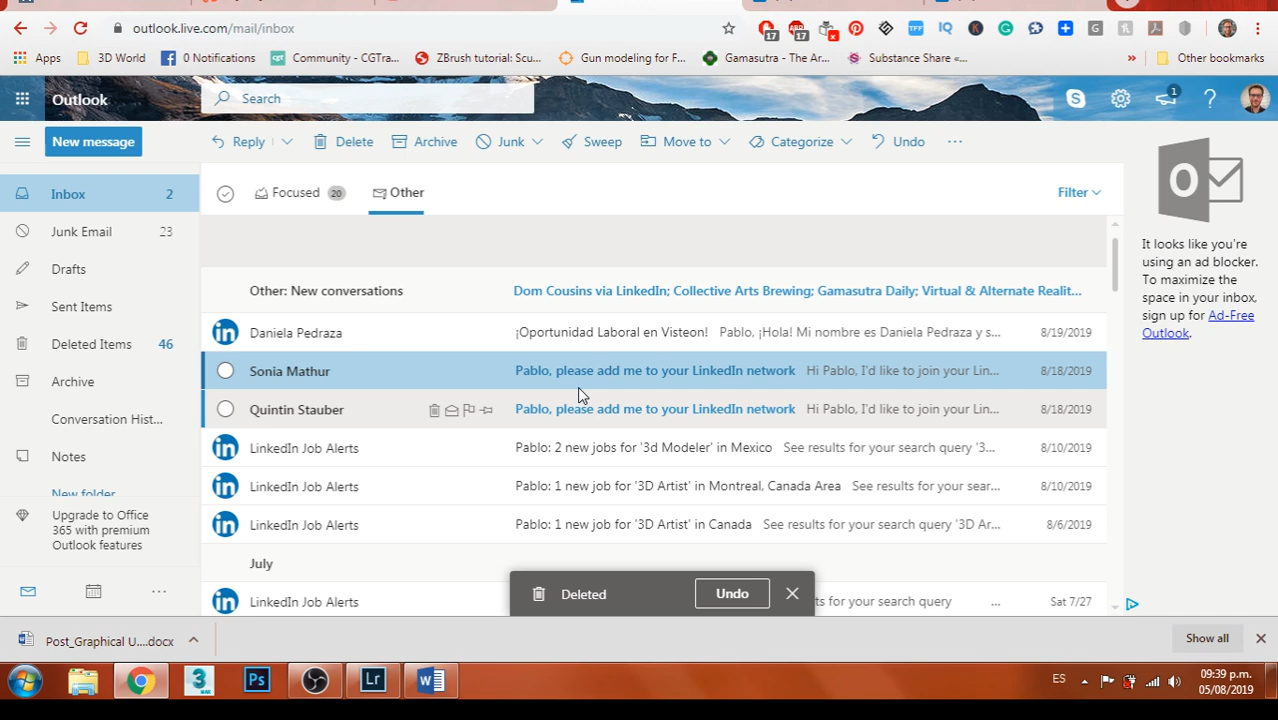 outlook.live.com/mail/inbox
17
17
TFF
IQ
Apps
3D World
0 Notifications
Community - CGTra...
ZBrush tutorial: Scu...
Gun modeling for F...
Gamasutra - The Ar...
Substance Share «...
»
Other bookmarks
Outlook
Search
1
New message
Reply
Delete
Archive
Junk
Sweep
Move to
Categorize
Undo
Inbox 2
Junk Email 23
Drafts
Sent Items
Deleted Items 46
Archive
Conversation Hist...
Notes
New folder
Upgrade to Office
365 with premium
Outlook features
Focused 20
Other
Filter
Other: New conversations Dom Cousins via LinkedIn; Collective Arts Brewing; Gamasutra Daily; Virtual & Alternate Realit...
Daniela Pedraza ¡Oportunidad Laboral en Visteon! Pablo, ¡Hola! Mi nombre es Daniela Pedraza y s... 8/19/2019
Sonia Mathur Pablo, please add me to your LinkedIn network Hi Pablo, I'd like to join your Lin... 8/18/2019
Quintin Stauber Pablo, please add me to your LinkedIn network Hi Pablo, I'd like to join your Lin... 8/18/2019
LinkedIn Job Alerts Pablo: 2 new jobs for '3d Modeler' in Mexico See results for your search query '3... 8/10/2019
LinkedIn Job Alerts Pablo: 1 new job for '3D Artist' in Montreal, Canada Area See results for your sear... 8/10/2019
LinkedIn Job Alerts Pablo: 1 new job for '3D Artist' in Canada See results for your search query '3D Ar... 8/6/2019
July
LinkedIn Job Alerts ts for your search query ... Sat 7/27
Deleted
Undo
It looks like you're
using an ad blocker.
To maximize the
space in your inbox,
sign up for Ad-Free
Outlook.
Post_Graphical U....docx
Show all
ES
09:39 p.m.
05/08/2019